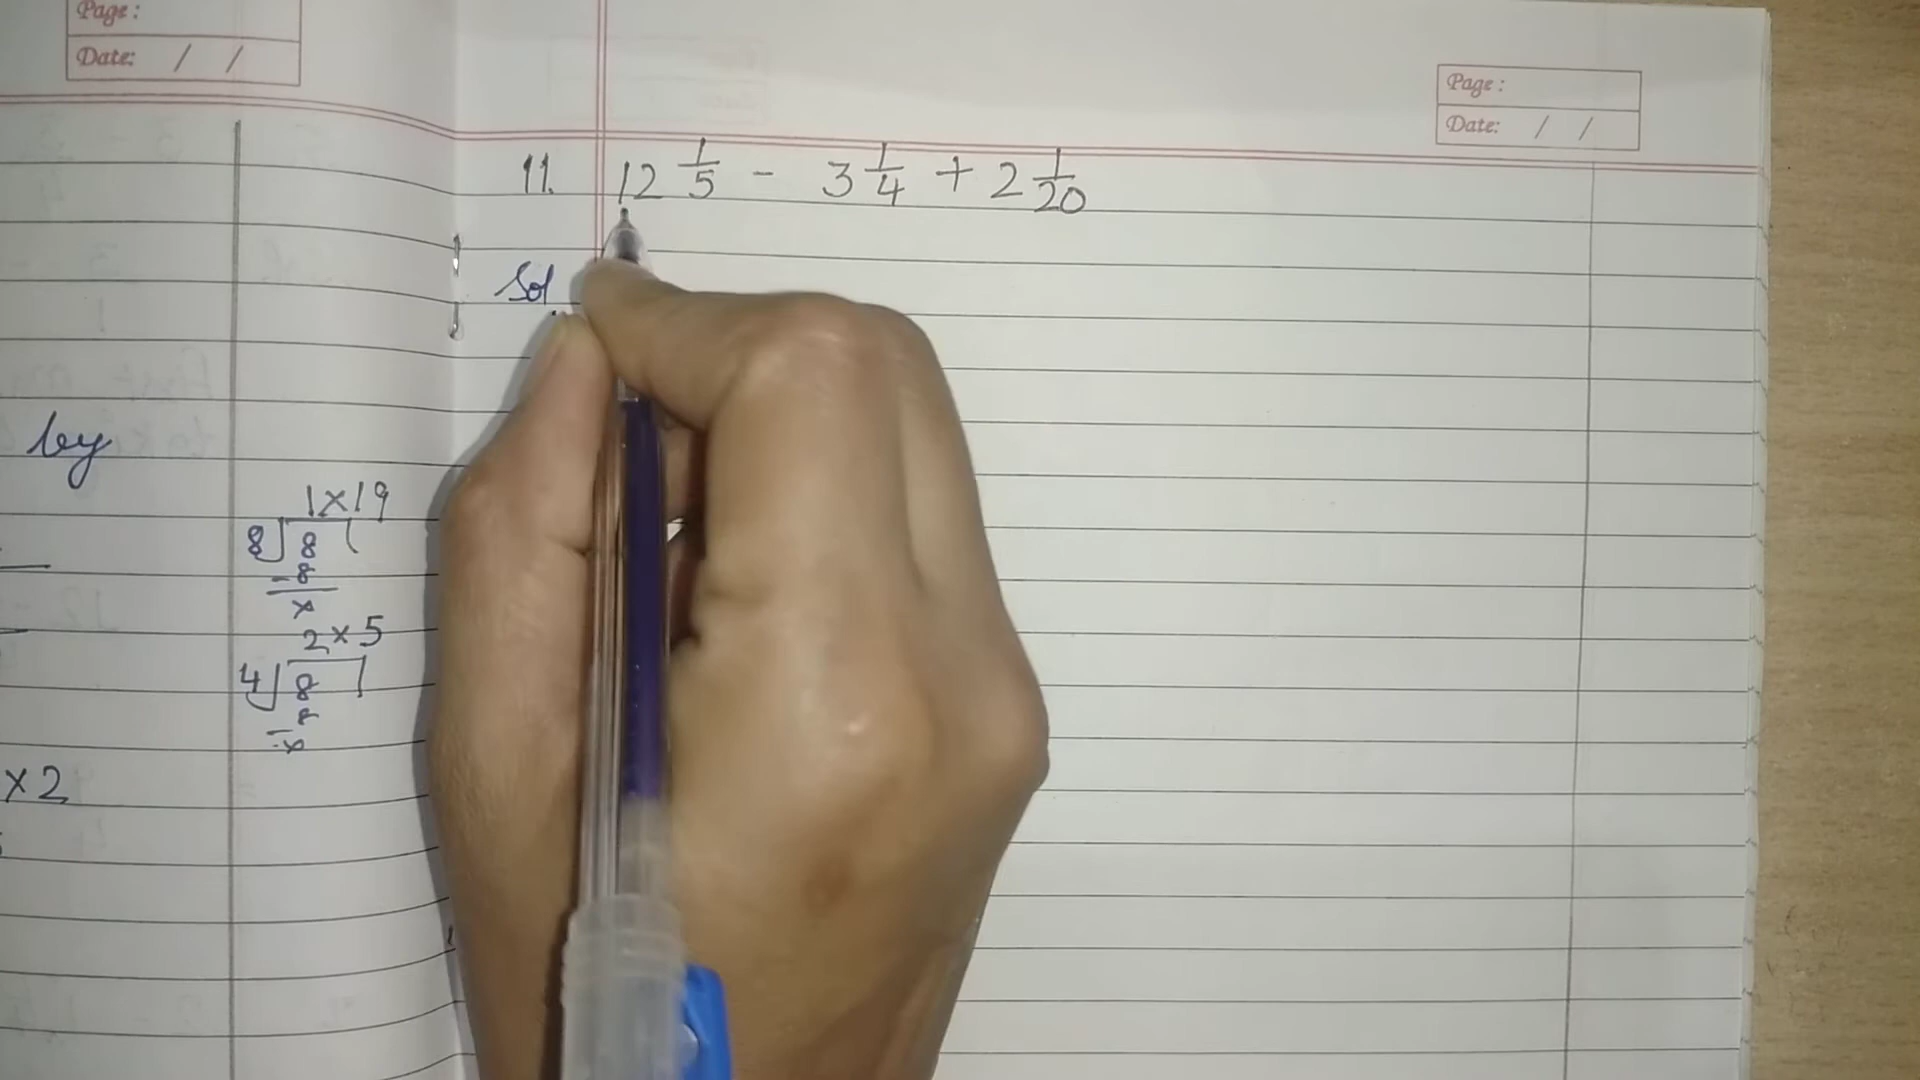 Page :
Date: / /
Page :
Date: / /
11. 12 1/5 - 3 1/4 + 2 1/20
Sol
by
1×19
8 8
-8
×
2×5
4 8
8
-×
×2